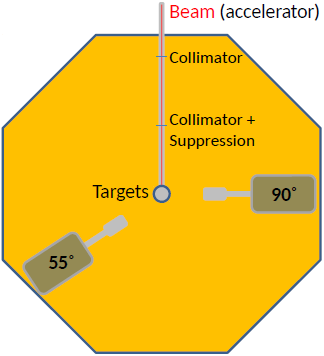 Beam (accelerator)
Collimator
Collimator +
Suppression
Targets
90˚
55˚